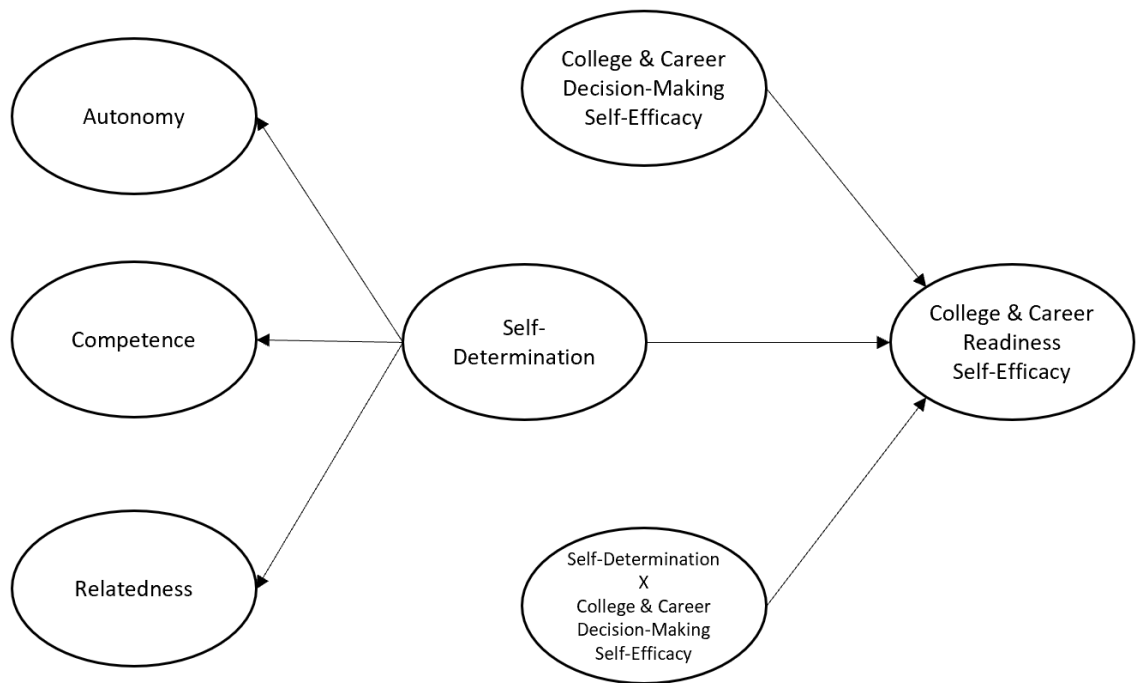 Autonomy
College & Career
Decision-Making
Self-Efficacy
Competence
Self-
Determination
College & Career
Readiness
Self-Efficacy
Relatedness
Self-Determination
X
College & Career
Decision-Making
Self-Efficacy